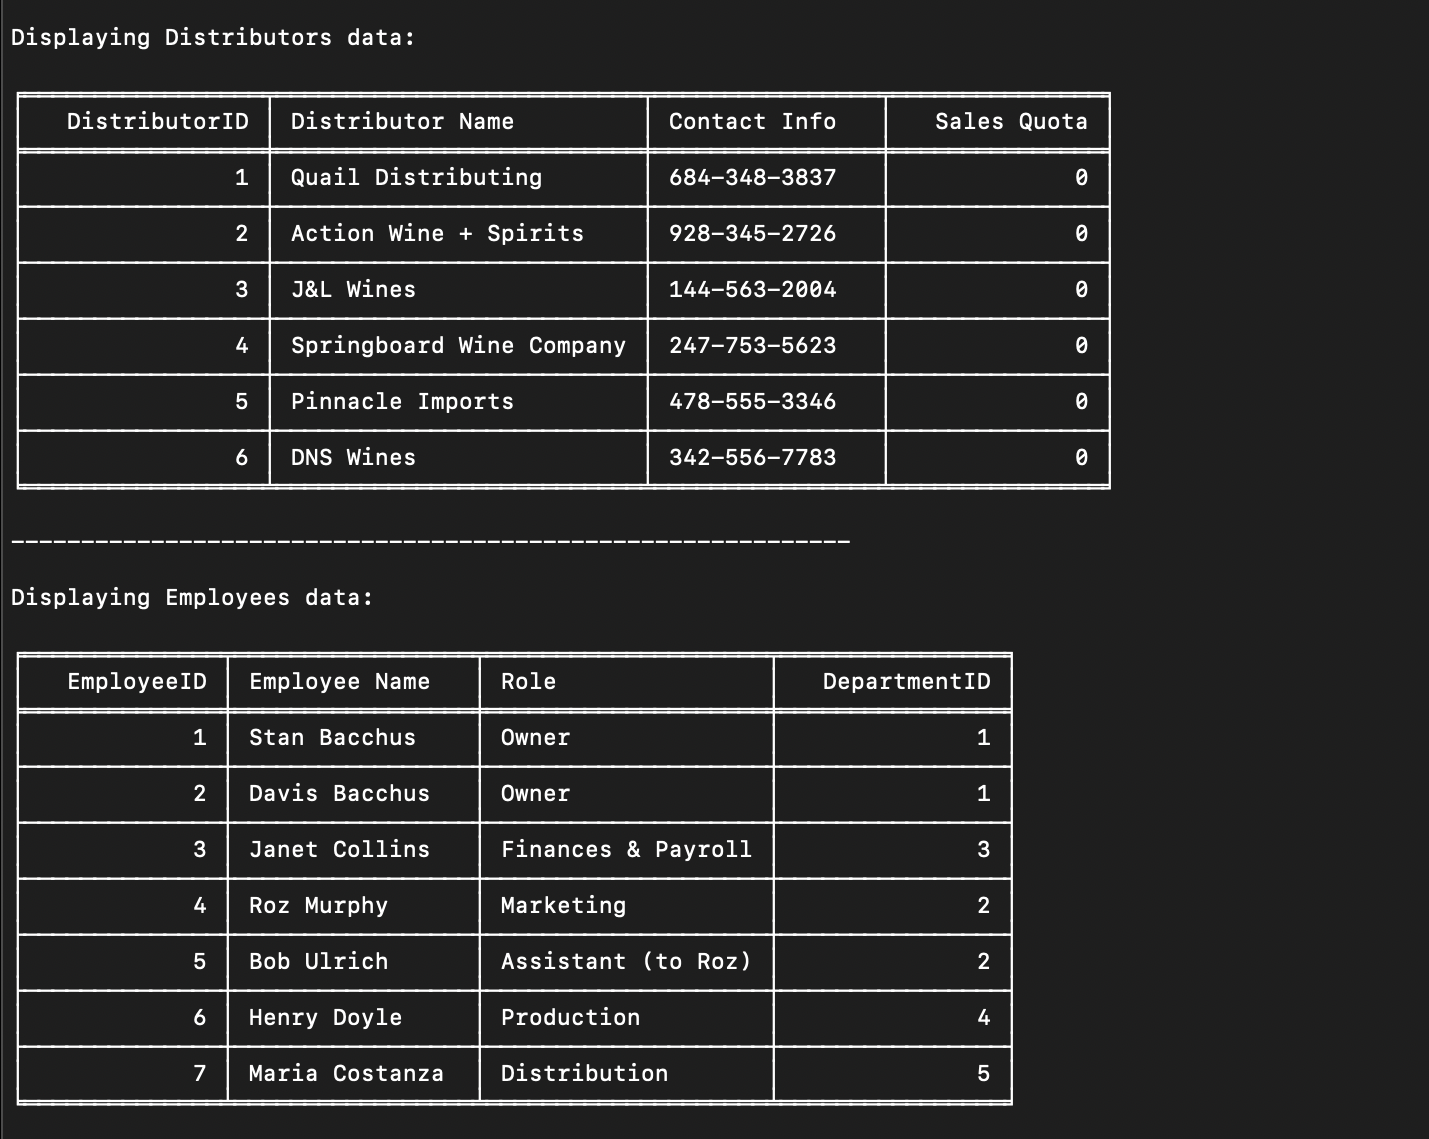 Displaying Distributors data:
DistributorID Distributor Name Contact Info Sales Quota
1 Quail Distributing 684-348-3837 0
2 Action Wine + Spirits 928-345-2726 0
3 J&L Wines 144-563-2004 0
4 Springboard Wine Company 247-753-5623 0
5 Pinnacle Imports 478-555-3346 0
6 DNS Wines 342-556-7783 0
------------------------------------------------------------
Displaying Employees data:
EmployeeID Employee Name Role DepartmentID
1 Stan Bacchus Owner 1
2 Davis Bacchus Owner 1
3 Janet Collins Finances & Payroll 3
4 Roz Murphy Marketing 2
5 Bob Ulrich Assistant (to Roz) 2
6 Henry Doyle Production 4
7 Maria Costanza Distribution 5